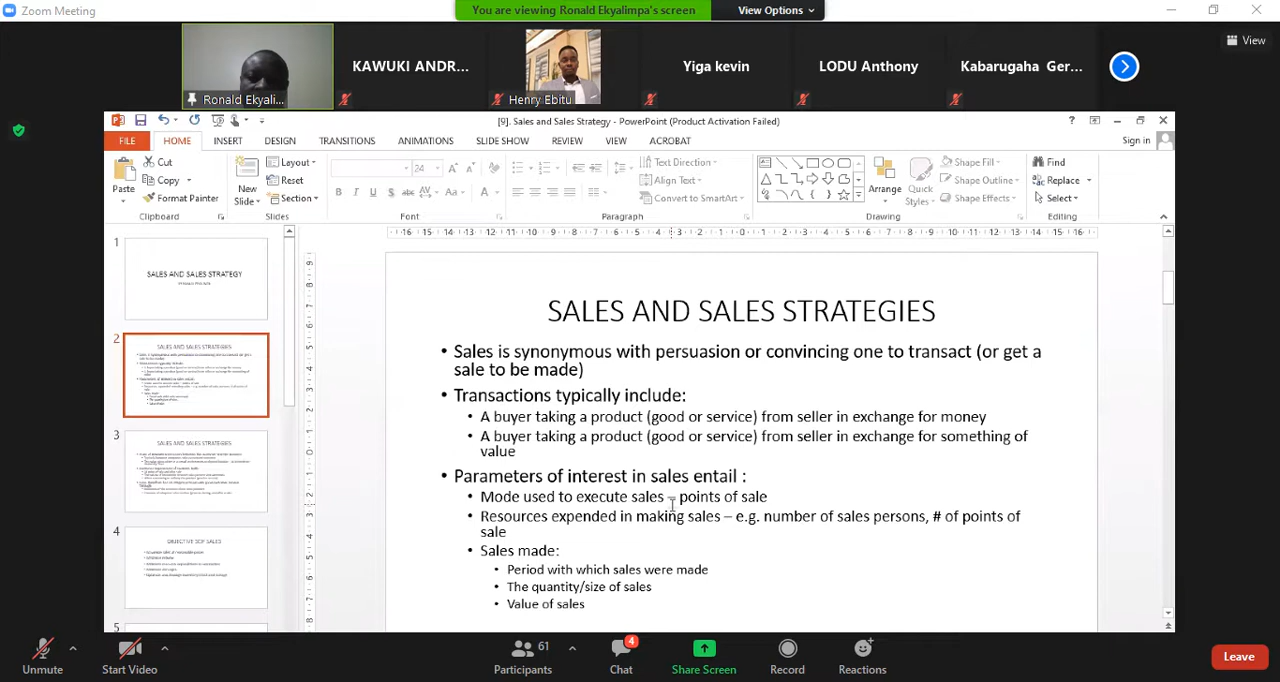 Zoom Meeting
You are viewing Ronald Ekyalimpa's screen
View Options
View
Ronald Ekyali...
KAWUKI ANDR...
Henry Ebitu
Yiga kevin
LODU Anthony
Kabarugaha Ger...
[9]. Sales and Sales Strategy - PowerPoint (Product Activation Failed)
FILE HOME INSERT DESIGN TRANSITIONS ANIMATIONS SLIDE SHOW REVIEW VIEW ACROBAT
Sign in
Paste
Cut
Copy
Format Painter
Clipboard
New
Slide
Layout
Reset
Section
Slides
24
Font
Text Direction
Align Text
Convert to SmartArt
Paragraph
Arrange
Quick
Styles
Shape Fill
Shape Outline
Shape Effects
Drawing
Find
Replace
Select
Editing
1
SALES AND SALES STRATEGY
2
SALES AND SALES STRATEGIES
3
SALES AND SALES STRATEGIES
4
OBJECTIVE SOF SALES
5
SALES AND SALES STRATEGIES
• Sales is synonymous with persuasion or convincing one to transact (or get a
sale to be made)
• Transactions typically include:
• A buyer taking a product (good or service) from seller in exchange for money
• A buyer taking a product (good or service) from seller in exchange for something of
value
• Parameters of interest in sales entail :
• Mode used to execute sales – points of sale
• Resources expended in making sales – e.g. number of sales persons, # of points of
sale
• Sales made:
• Period with which sales were made
• The quantity/size of sales
• Value of sales
Unmute
Start Video
61
Participants
4
Chat
Share Screen
Record
Reactions
Leave